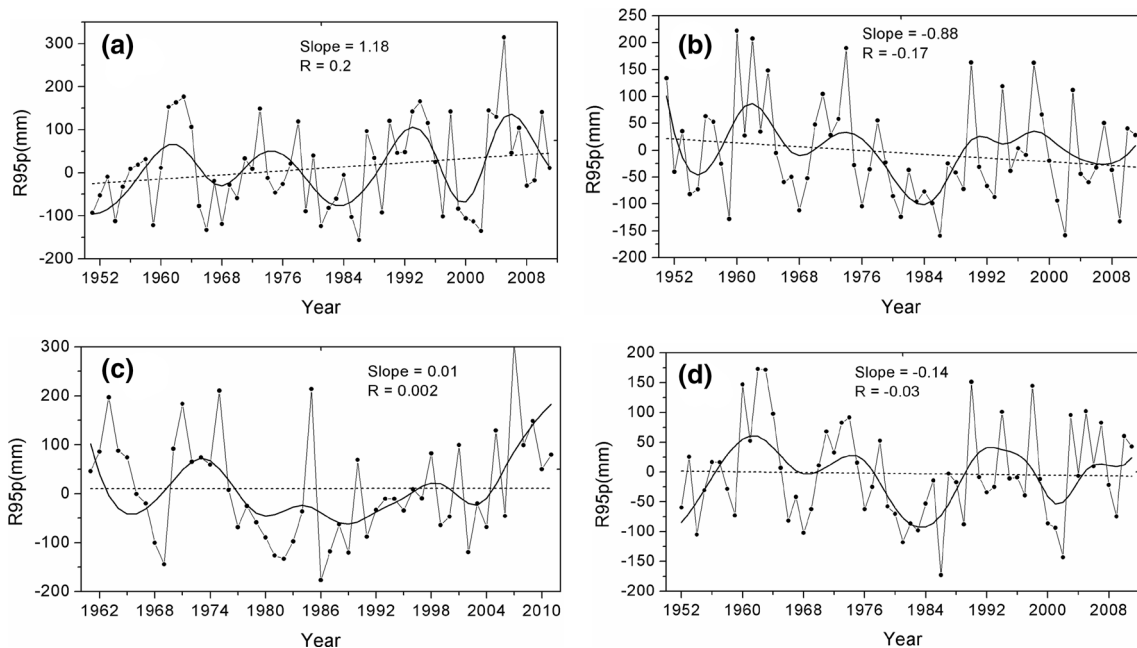 (a)
Slope = 1.18
R = 0.2
R95p(mm)
300
200
100
0
-100
-200
1952 1960 1968 1976 1984 1992 2000 2008
Year
(b)
Slope = -0.88
R = -0.17
R95p(mm)
250
200
150
100
50
0
-50
-100
-150
-200
1952 1960 1968 1976 1984 1992 2002 2008
Year
(c)
Slope = 0.01
R = 0.002
R95p(mm)
300
200
100
0
-100
-200
1962 1968 1974 1980 1986 1992 1998 2004 2010
Year
(d)
Slope = -0.14
R = -0.03
R95p(mm)
200
150
100
50
0
-50
-100
-150
-200
1952 1960 1968 1976 1984 1992 2002 2008
Year